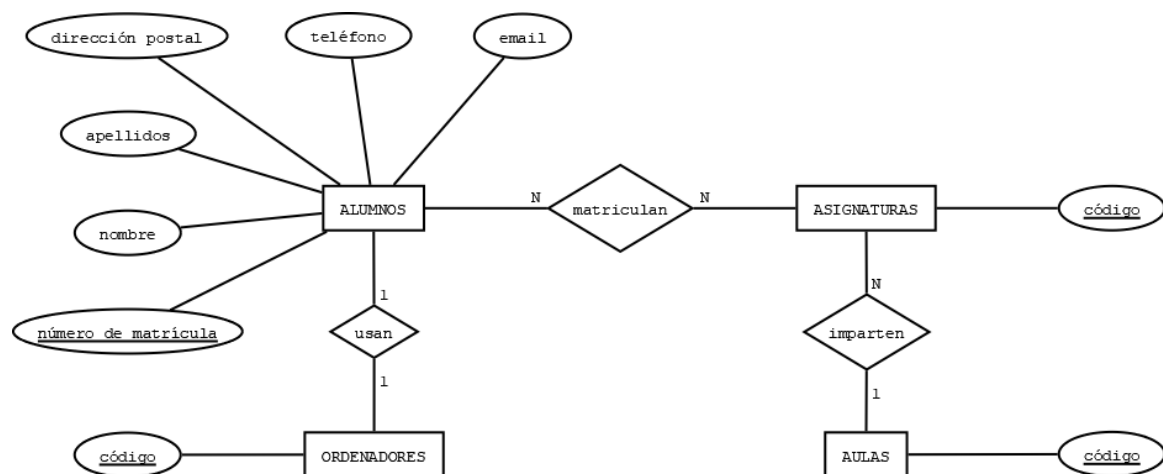 dirección postal
teléfono
email
apellidos
ALUMNOS
N
matriculan
N
ASIGNATURAS
código
nombre
1
N
número de matrícula
usan
imparten
1
1
código
ORDENADORES
AULAS
código